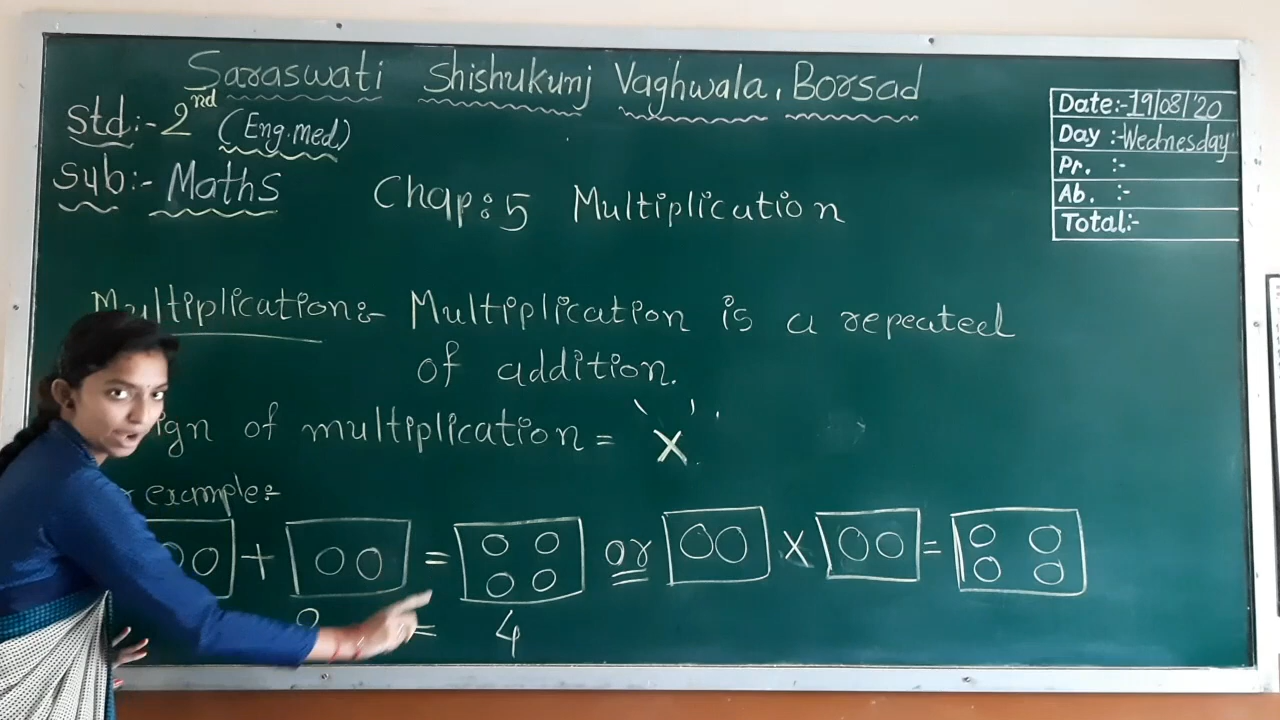 Saraswati Shishukunj Vaghwala, Borsad
Std:- 2nd (Eng.med)
Sub:- Maths
Chap:5 Multiplication
Date:-19/08/'20
Day :-Wednesday
Pr. :-
Ab. :-
Total:-
Multiplication:- Multiplication is a repeated
of addition.
of multiplication = ' × '.
example:-
+ = or × =
= 4